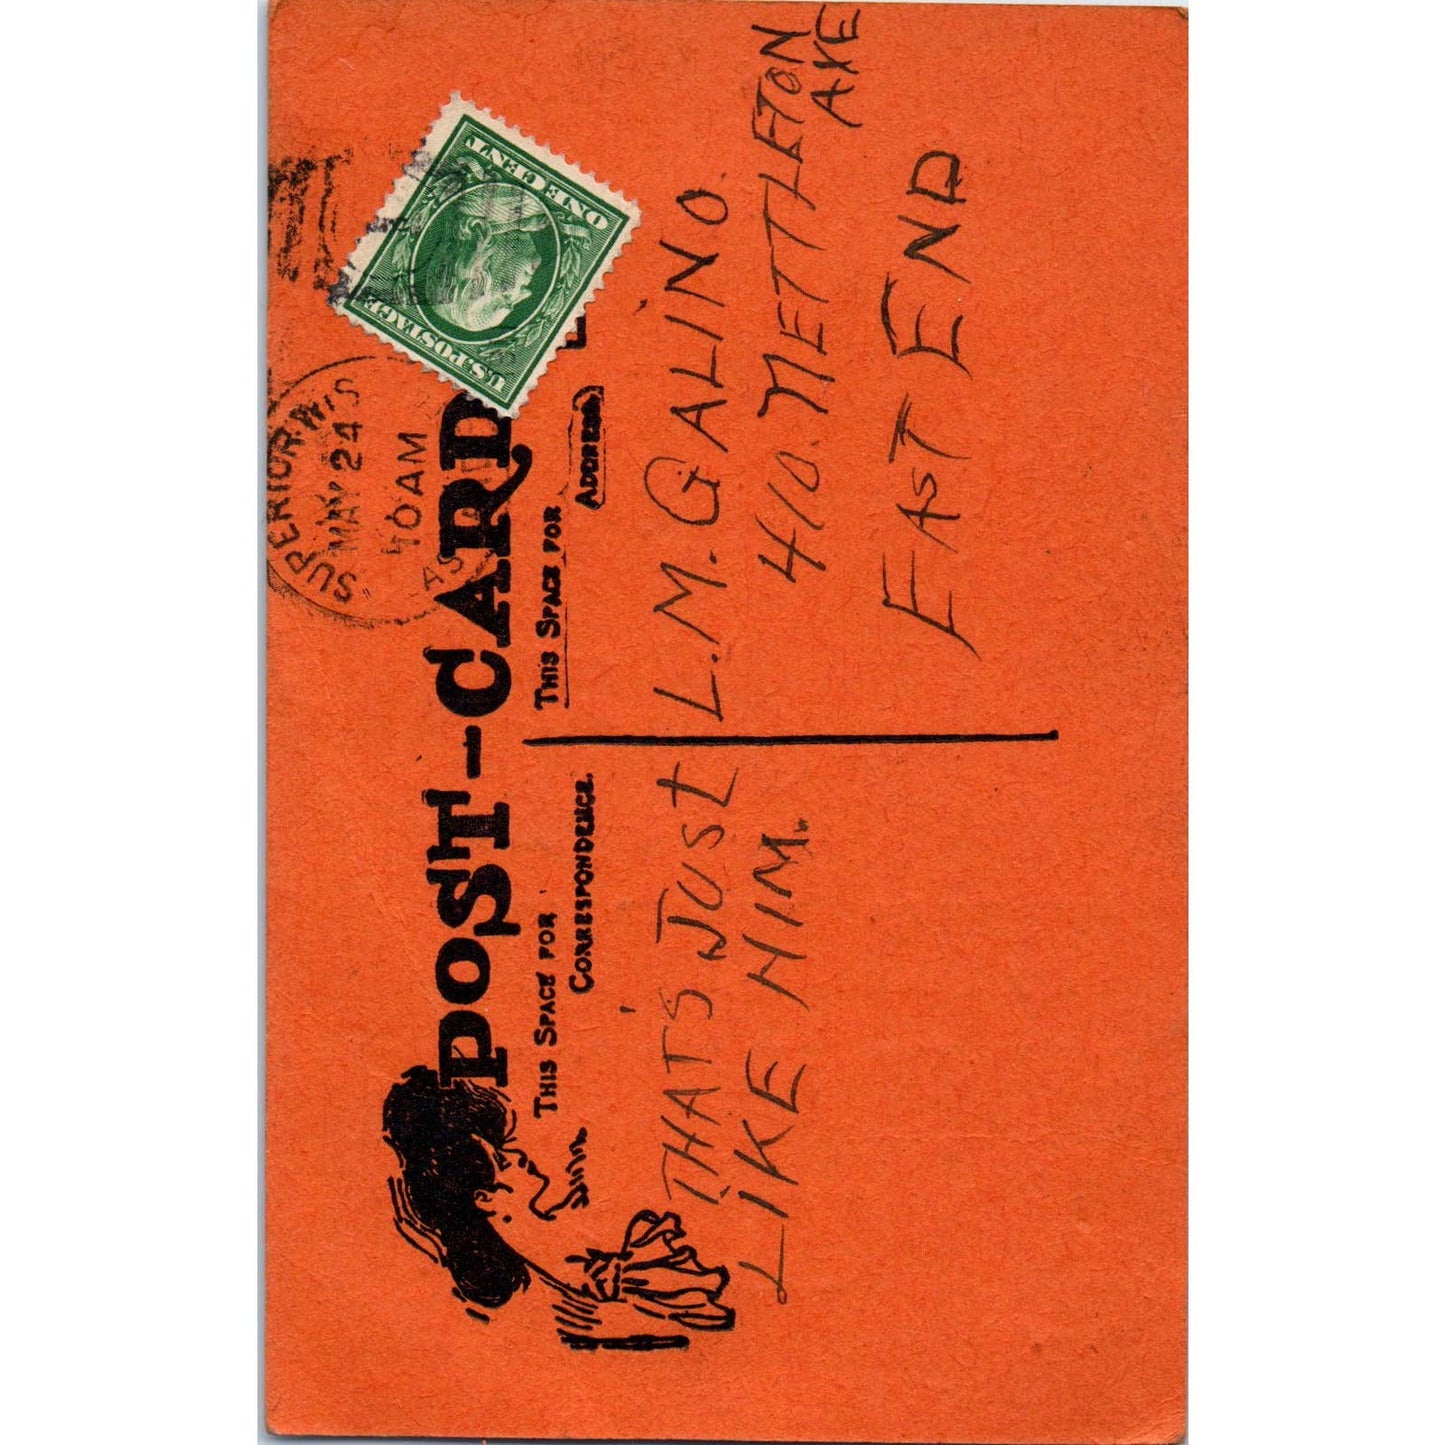 SUPERIOR, WIS
MAY 24
10 AM
U.S. POSTAGE
ONE CENT
POST-CARD
THIS SPACE FOR
CORRESPONDENCE.
THIS SPACE FOR
ADDRESS
THAT'S JUST
LIKE HIM.
L.M. GALINO.
410. NETTLETON
AVE
EAST END